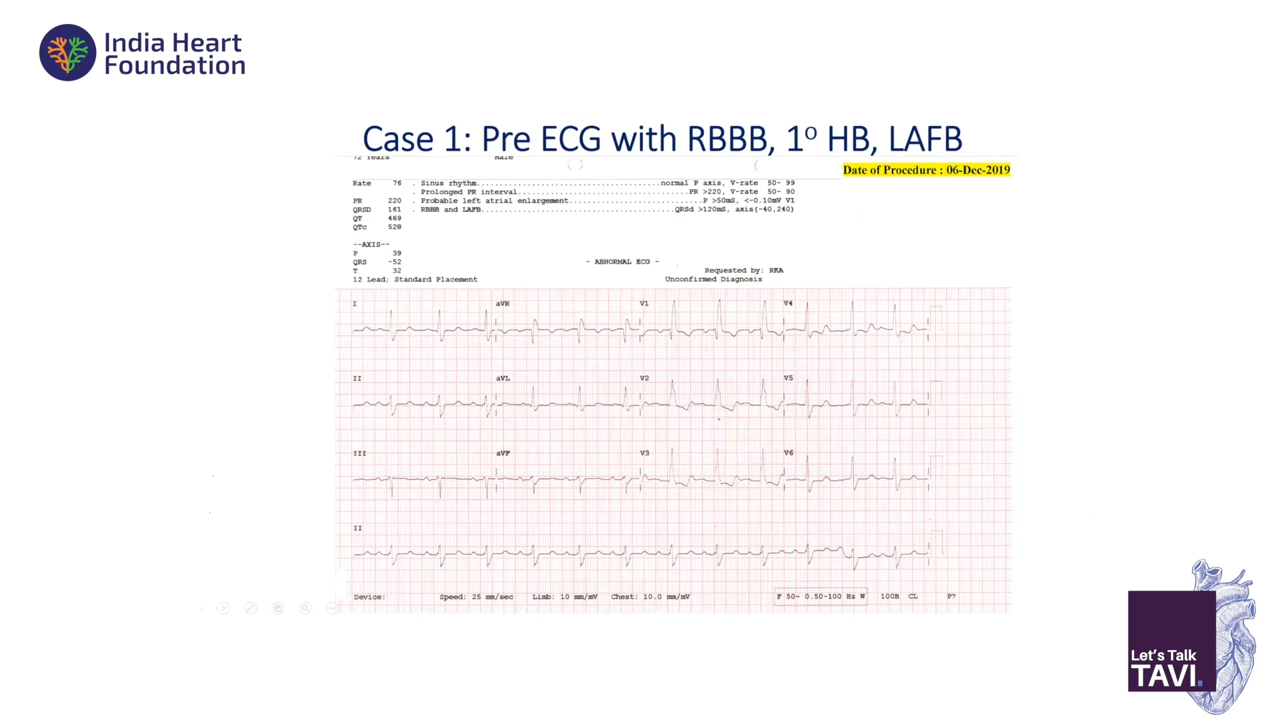 India Heart
Foundation
Case 1: Pre ECG with RBBB, 1º HB, LAFB
72 Years Male
Date of Procedure : 06-Dec-2019
Rate 76 . Sinus rhythm..............................normal P axis, V-rate 50- 99
. Prolonged PR interval..............................PR >220, V-rate 50- 90
PR 220 . Probable left atrial enlargement..............................P >50mS, <-0.10mV V1
QRSD 161 . RBBB and LAFB..............................QRSd >120mS, axis(-40,240)
QT 469
QTc 528
--AXIS--
P 39
QRS -52 - ABNORMAL ECG -
T 32 Requested by: RKA
12 Lead; Standard Placement Unconfirmed Diagnosis
I aVR V1 V4
II aVL V2 V5
III aVF V3 V6
II
Device: Speed: 25 mm/sec Limb: 10 mm/mV Chest: 10.0 mm/mV F 50~ 0.50-100 Hz W 100B CL P?
Let's Talk
TAVI.